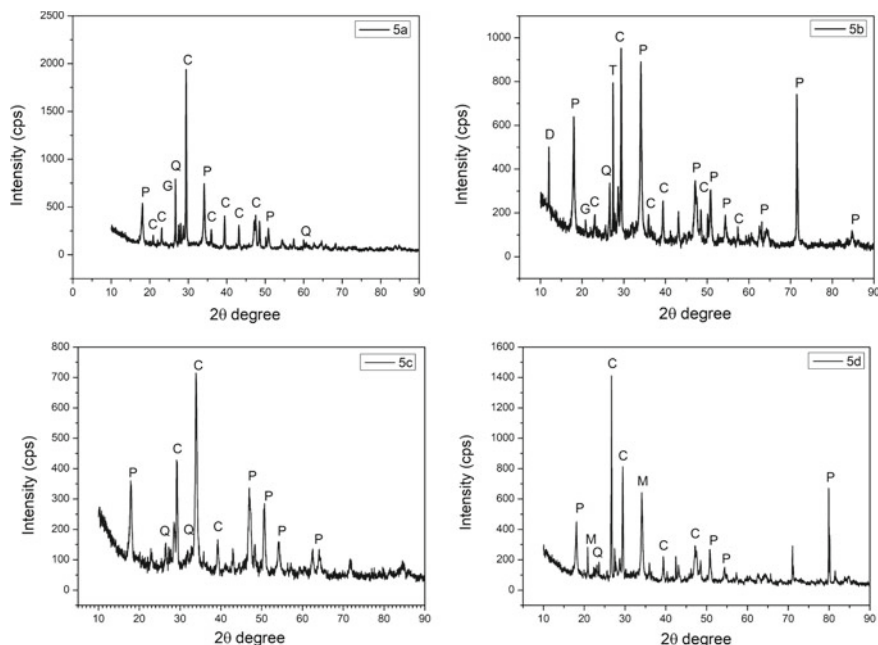 5a
Intensity (cps)
2500
2000
1500
1000
500
0
P C C G Q C P C C C C P Q
0 10 20 30 40 50 60 70 80 90
2θ degree
5b
Intensity (cps)
1000
800
600
400
200
0
D P G C Q T C P C C P P P C P P P
10 20 30 40 50 60 70 80 90
2θ degree
5c
Intensity (cps)
800
700
600
500
400
300
200
100
0
P Q C Q C C P P P P
10 20 30 40 50 60 70 80 90
2θ degree
5d
Intensity (cps)
1600
1400
1200
1000
800
600
400
200
0
P M Q C C M C C P P P
10 20 30 40 50 60 70 80 90
2θ degree